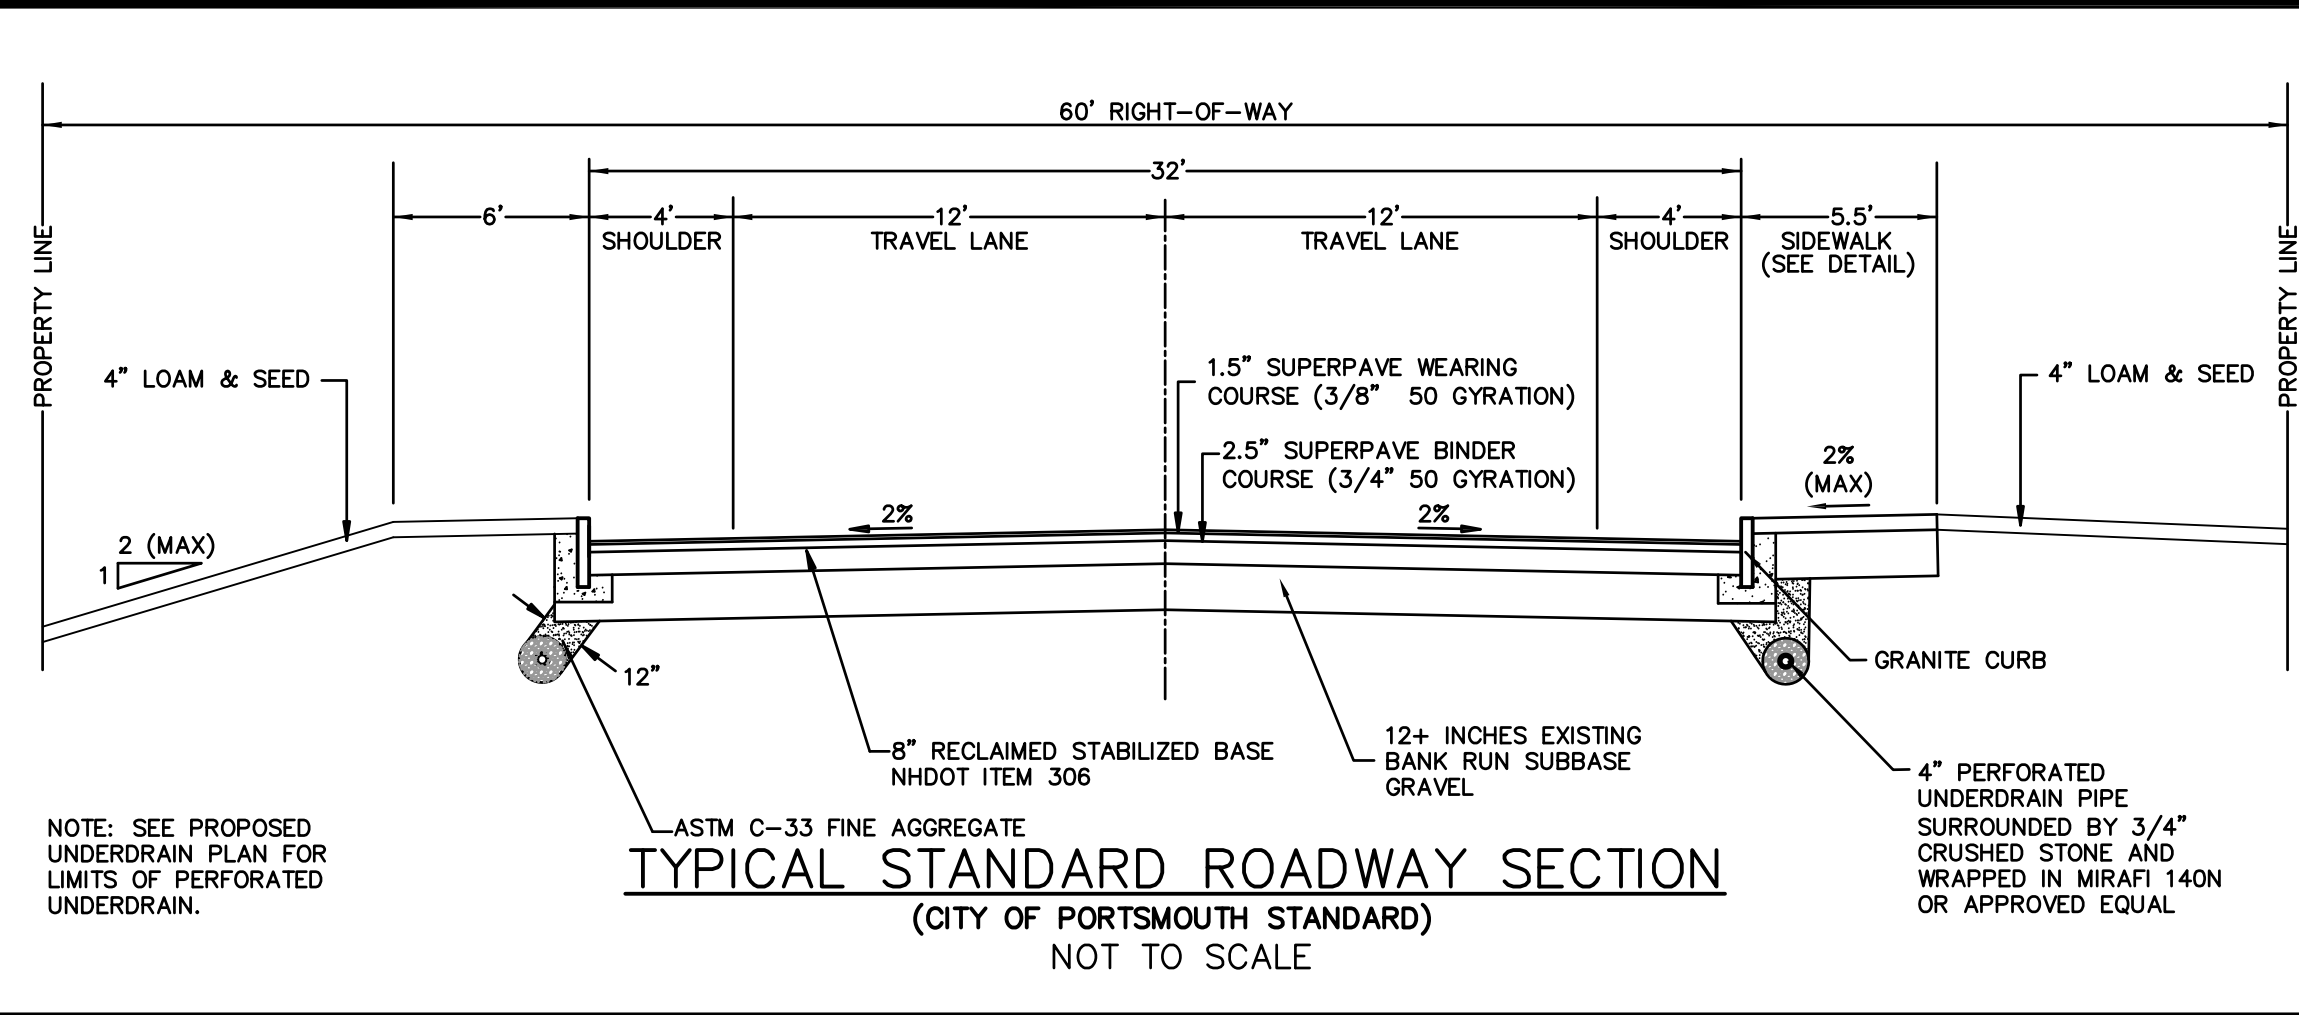 60' RIGHT-OF-WAY
32'
6'
4'
SHOULDER
12'
TRAVEL LANE
12'
TRAVEL LANE
4'
SHOULDER
5.5'
SIDEWALK
(SEE DETAIL)
PROPERTY LINE
PROPERTY LINE
4" LOAM & SEED
1.5" SUPERPAVE WEARING
COURSE (3/8" 50 GYRATION)
2.5" SUPERPAVE BINDER
COURSE (3/4" 50 GYRATION)
4" LOAM & SEED
2%
(MAX)
2%
2%
2 (MAX)
1
12"
GRANITE CURB
8" RECLAIMED STABILIZED BASE
NHDOT ITEM 306
12+ INCHES EXISTING
BANK RUN SUBBASE
GRAVEL
4" PERFORATED
UNDERDRAIN PIPE
SURROUNDED BY 3/4"
CRUSHED STONE AND
WRAPPED IN MIRAFI 140N
OR APPROVED EQUAL
ASTM C-33 FINE AGGREGATE
NOTE: SEE PROPOSED
UNDERDRAIN PLAN FOR
LIMITS OF PERFORATED
UNDERDRAIN.
TYPICAL STANDARD ROADWAY SECTION
(CITY OF PORTSMOUTH STANDARD)
NOT TO SCALE